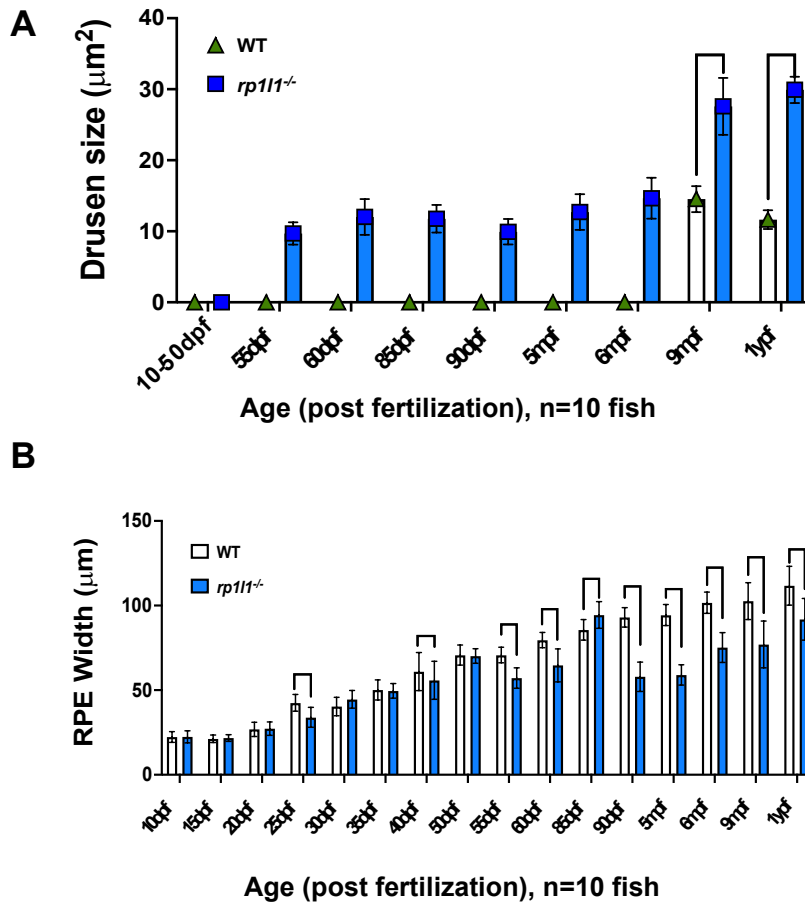 A
Drusen size (μm²)
40
30
20
10
0
WT
rp1l1-/-
10-50dpf
55dpf
60dpf
85dpf
90dpf
5mpf
6mpf
9mpf
1ypf
Age (post fertilization), n=10 fish
B
RPE Width (μm)
150
100
50
0
WT
rp1l1-/-
10dpf
15dpf
20dpf
25dpf
30dpf
35dpf
40dpf
50dpf
55dpf
60dpf
85dpf
90dpf
5mpf
6mpf
9mpf
1ypf
Age (post fertilization), n=10 fish